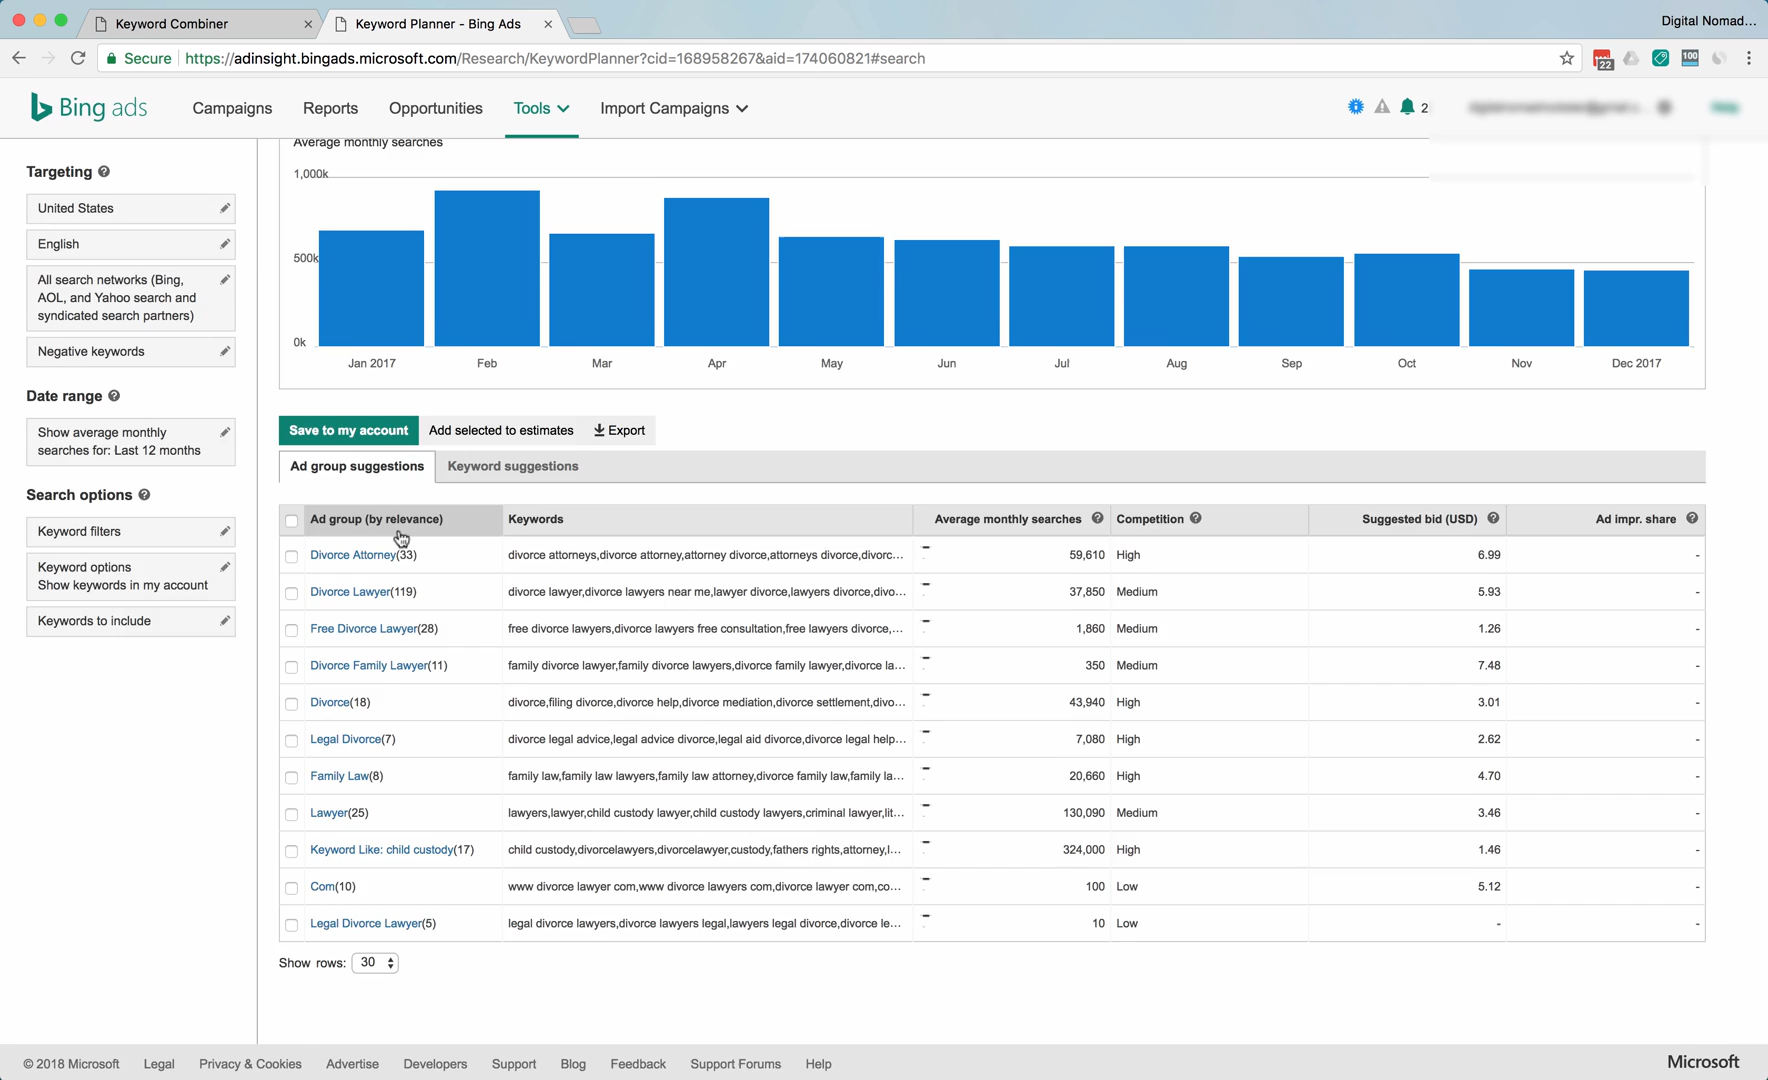 Keyword Combiner
Keyword Planner - Bing Ads
Digital Nomad...
Secure
https://adinsight.bingads.microsoft.com/Research/KeywordPlanner?cid=168958267&aid=174060821#search
22
100
Bing ads
Campaigns
Reports
Opportunities
Tools
Import Campaigns
2
Help
Targeting
United States
English
All search networks (Bing,
AOL, and Yahoo search and
syndicated search partners)
Negative keywords
Date range
Show average monthly
searches for: Last 12 months
Search options
Keyword filters
Keyword options
Show keywords in my account
Keywords to include
Average monthly searches
1,000k
500k
0k
Jan 2017 Feb Mar Apr May Jun Jul Aug Sep Oct Nov Dec 2017
Save to my account Add selected to estimates Export
Ad group suggestions Keyword suggestions
Ad group (by relevance) Keywords Average monthly searches Competition Suggested bid (USD) Ad impr. share
Divorce Attorney(33) divorce attorneys,divorce attorney,attorney divorce,attorneys divorce,divorc... 59,610 High 6.99 -
Divorce Lawyer(119) divorce lawyer,divorce lawyers near me,lawyer divorce,lawyers divorce,divo... 37,850 Medium 5.93 -
Free Divorce Lawyer(28) free divorce lawyers,divorce lawyers free consultation,free lawyers divorce,... 1,860 Medium 1.26 -
Divorce Family Lawyer(11) family divorce lawyer,family divorce lawyers,divorce family lawyer,divorce la... 350 Medium 7.48 -
Divorce(18) divorce,filing divorce,divorce help,divorce mediation,divorce settlement,divo... 43,940 High 3.01 -
Legal Divorce(7) divorce legal advice,legal advice divorce,legal aid divorce,divorce legal help... 7,080 High 2.62 -
Family Law(8) family law,family law lawyers,family law attorney,divorce family law,family la... 20,660 High 4.70 -
Lawyer(25) lawyers,lawyer,child custody lawyer,child custody lawyers,criminal lawyer,lit... 130,090 Medium 3.46 -
Keyword Like: child custody(17) child custody,divorcelawyers,divorcelawyer,custody,fathers rights,attorney,l... 324,000 High 1.46 -
Com(10) www divorce lawyer com,www divorce lawyers com,divorce lawyer com,co... 100 Low 5.12 -
Legal Divorce Lawyer(5) legal divorce lawyers,divorce lawyers legal,lawyers legal divorce,divorce le... 10 Low - -
Show rows: 30
© 2018 Microsoft Legal Privacy & Cookies Advertise Developers Support Blog Feedback Support Forums Help Microsoft